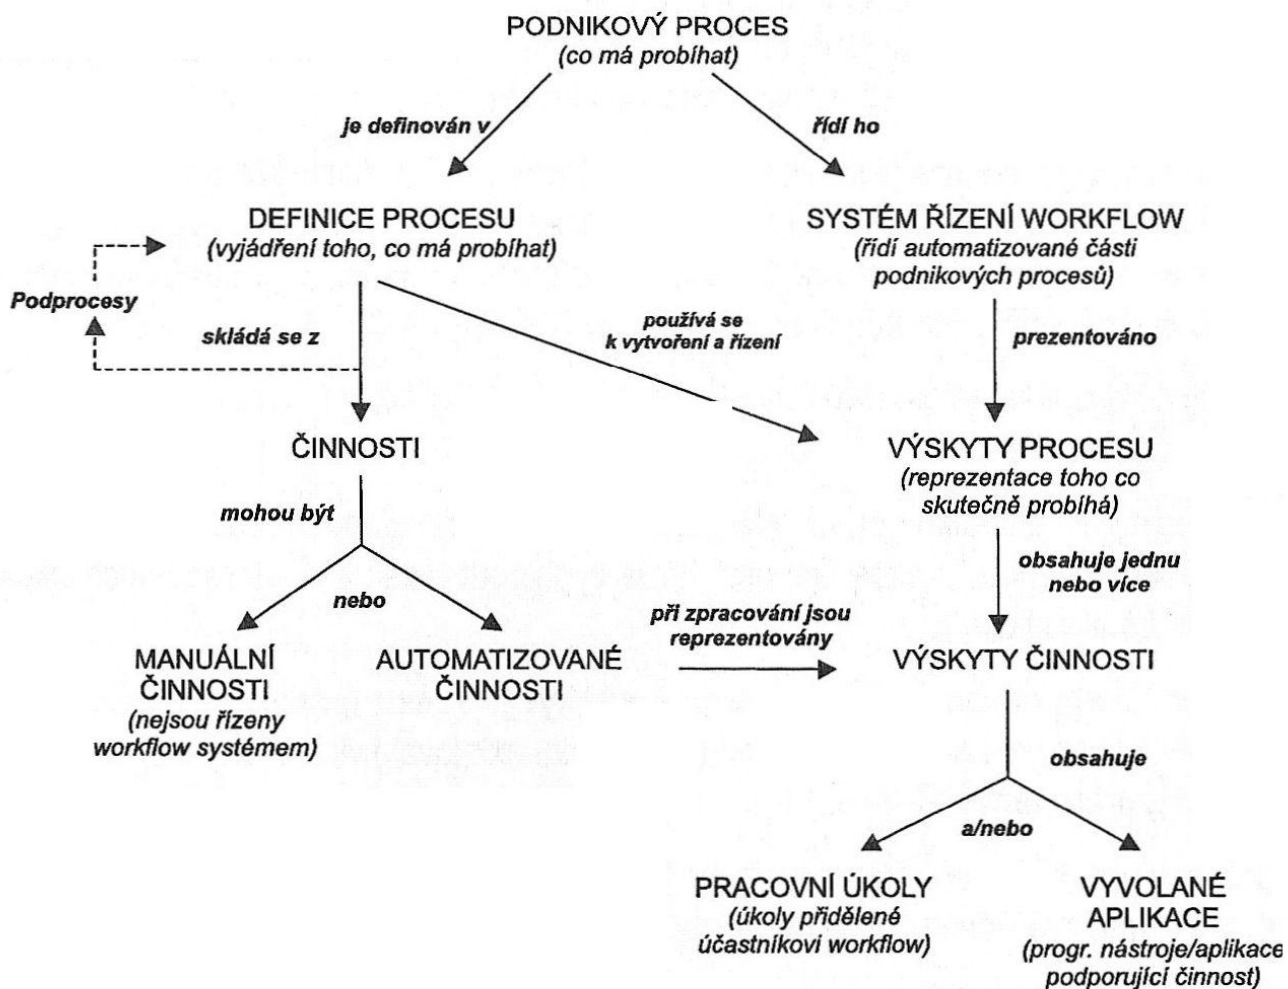 PODNIKOVÝ PROCES
(co má probíhat)
je definován v
řídí ho
DEFINICE PROCESU
(vyjádření toho, co má probíhat)
SYSTÉM ŘÍZENÍ WORKFLOW
(řídí automatizované části
podnikových procesů)
Podprocesy
skládá se z
používá se
k vytvoření a řízení
prezentováno
ČINNOSTI
VÝSKYTY PROCESU
(reprezentace toho co
skutečně probíhá)
mohou být
obsahuje jednu
nebo více
nebo
při zpracování jsou
reprezentovány
MANUÁLNÍ
ČINNOSTI
(nejsou řízeny
workflow systémem)
AUTOMATIZOVANÉ
ČINNOSTI
VÝSKYTY ČINNOSTI
obsahuje
a/nebo
PRACOVNÍ ÚKOLY
(úkoly přidělené
účastníkovi workflow)
VYVOLANÉ
APLIKACE
(progr. nástroje/aplikace
podporující činnost)